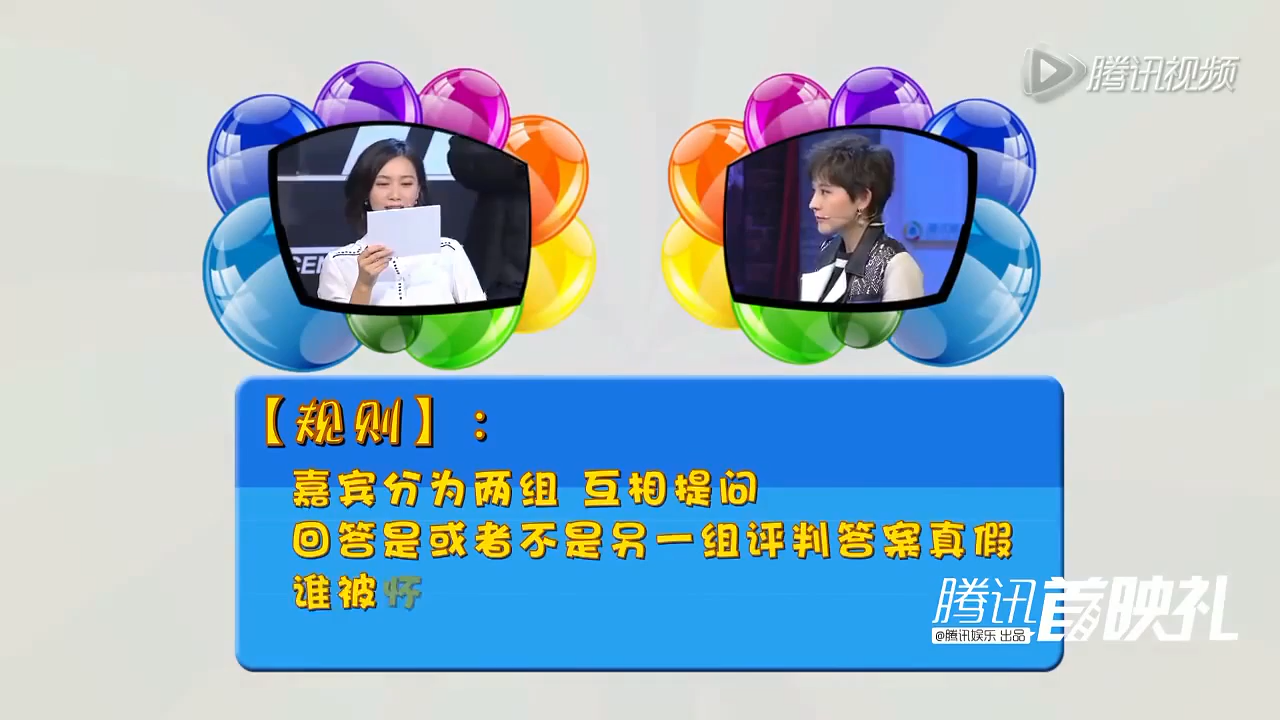 腾讯视频
CEN
【规则】：
嘉宾分为两组 互相提问
回答是或者不是另一组评判答案真假
谁被
腾讯首映礼
@腾讯娱乐 出品